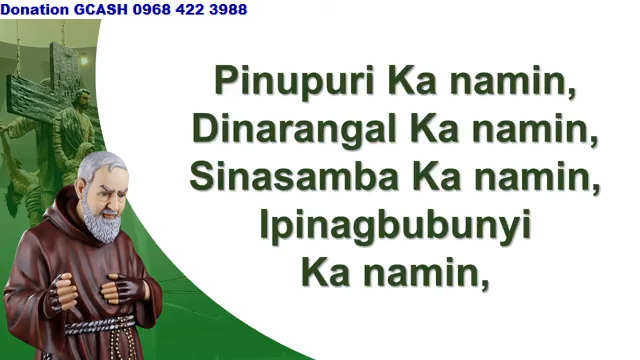 Donation GCASH 0968 422 3988
Pinupuri Ka namin,
Dinarangal Ka namin,
Sinasamba Ka namin,
Ipinagbubunyi
Ka namin,